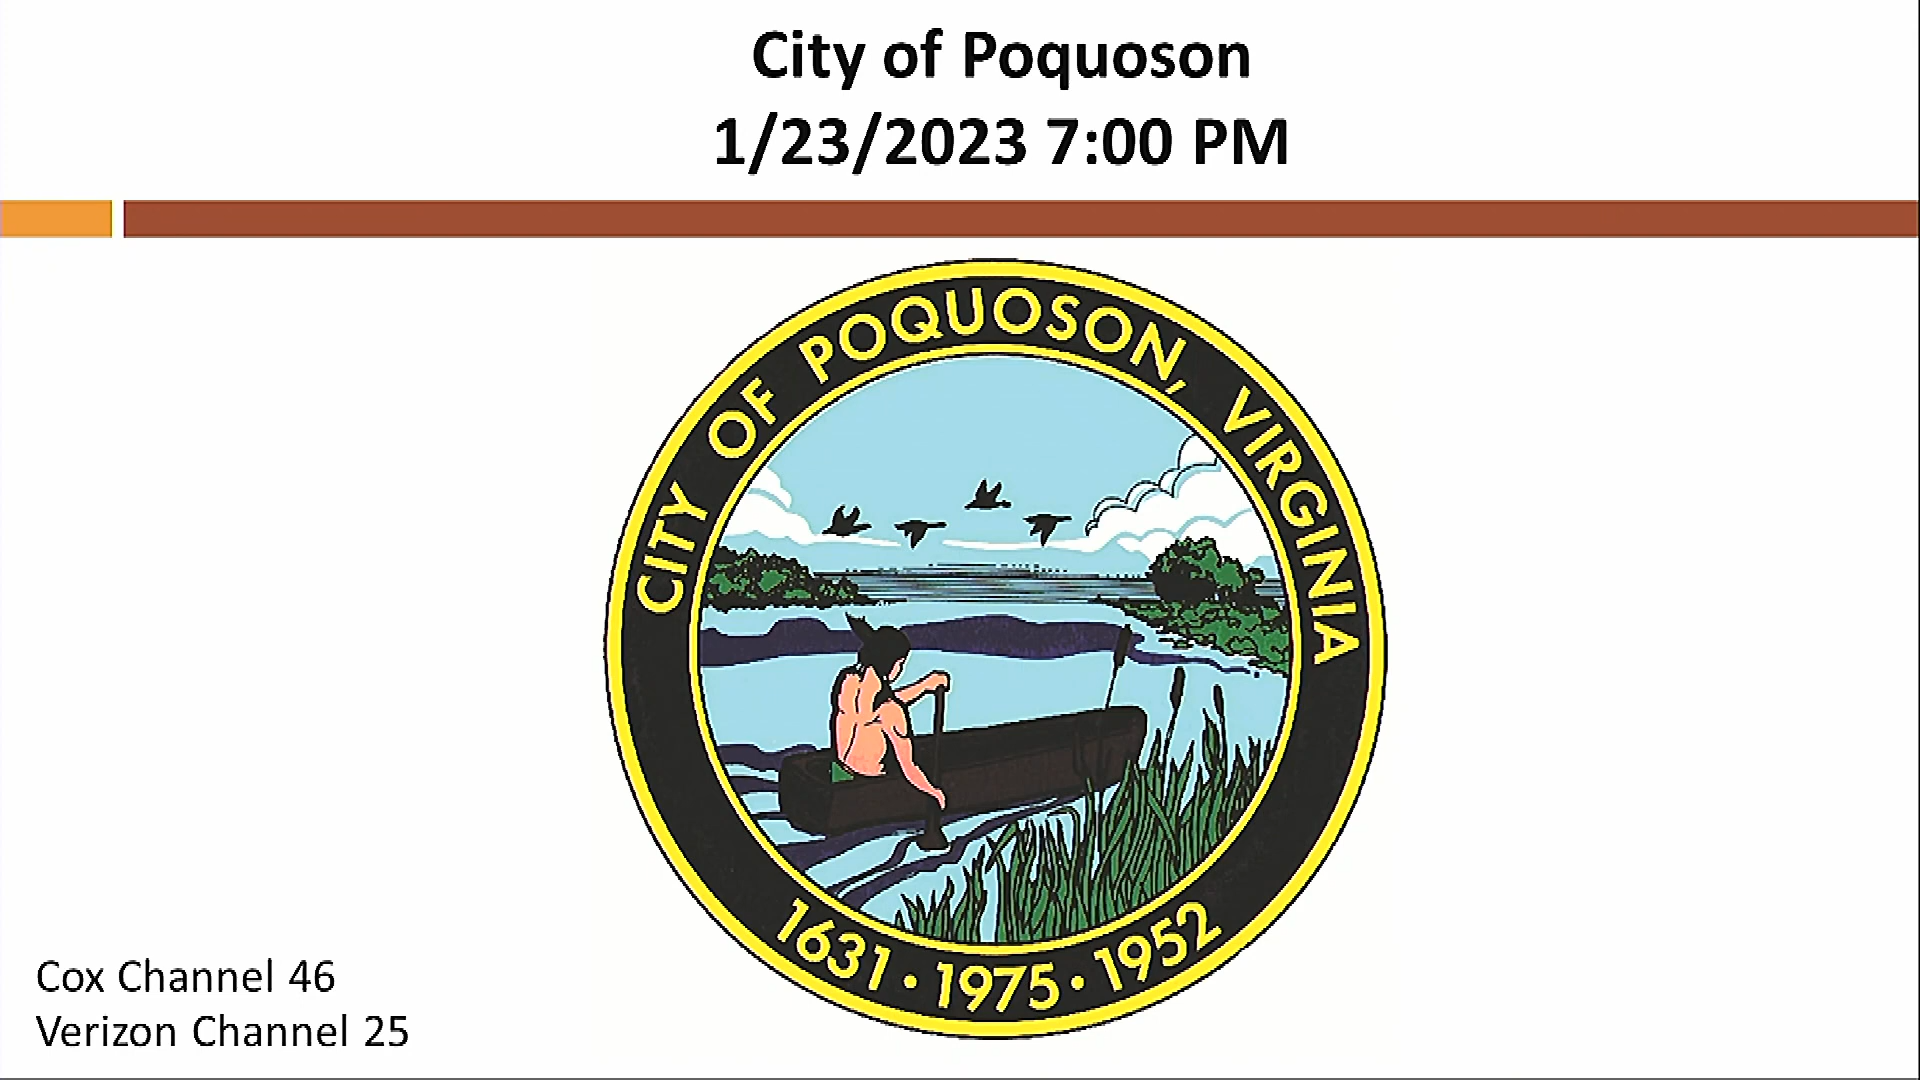 City of Poquoson
1/23/2023 7:00 PM
CITY OF POQUOSON, VIRGINIA
1631 • 1975 • 1952
Cox Channel 46
Verizon Channel 25